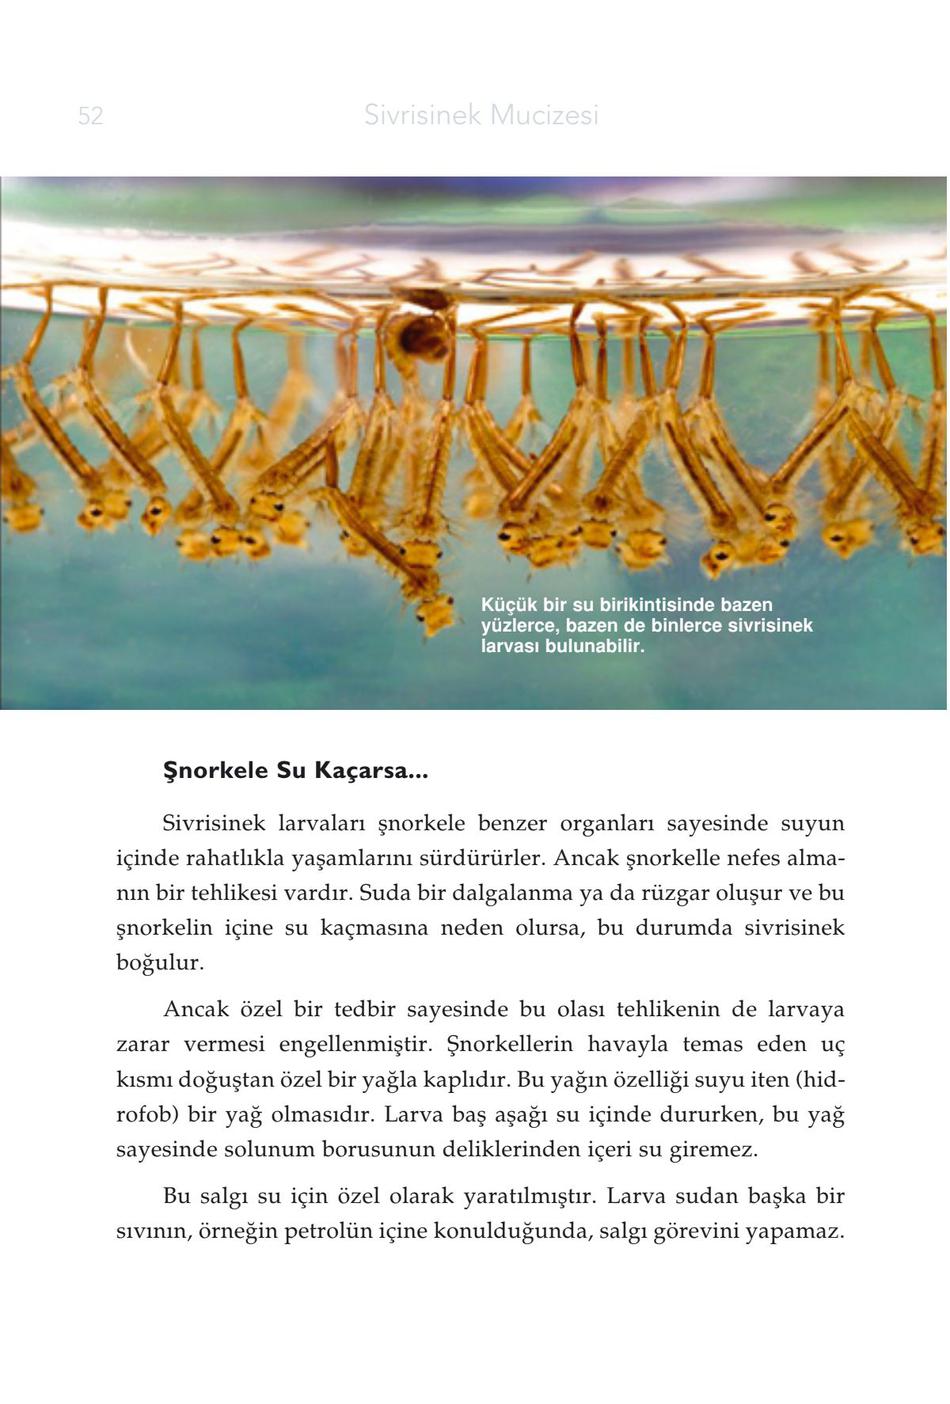 52
Sivrisinek Mucizesi
Küçük bir su birikintisinde bazen
yüzlerce, bazen de binlerce sivrisinek
larvası bulunabilir.
Şnorkele Su Kaçarsa...
Sivrisinek larvaları şnorkele benzer organları sayesinde suyun
içinde rahatlıkla yaşamlarını sürdürürler. Ancak şnorkelle nefes alma-
nın bir tehlikesi vardır. Suda bir dalgalanma ya da rüzgar oluşur ve bu
şnorkelin içine su kaçmasına neden olursa, bu durumda sivrisinek
boğulur.
Ancak özel bir tedbir sayesinde bu olası tehlikenin de larvaya
zarar vermesi engellenmiştir. Şnorkellerin havayla temas eden uç
kısmı doğuştan özel bir yağla kaplıdır. Bu yağın özelliği suyu iten (hid-
rofob) bir yağ olmasıdır. Larva baş aşağı su içinde dururken, bu yağ
sayesinde solunum borusunun deliklerinden içeri su giremez.
Bu salgı su için özel olarak yaratılmıştır. Larva sudan başka bir
sıvının, örneğin petrolün içine konulduğunda, salgı görevini yapamaz.